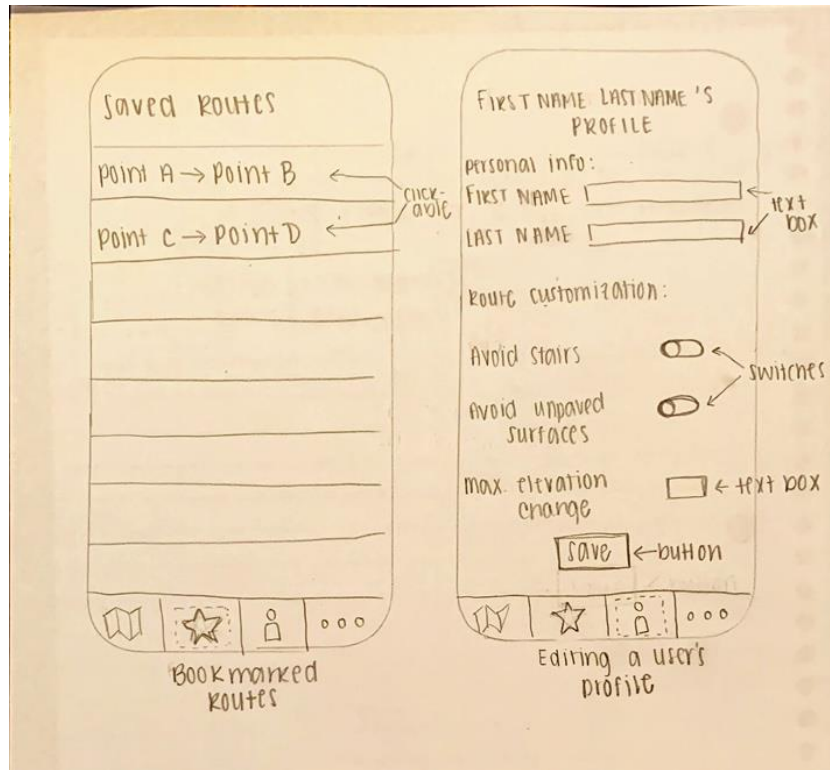 Saved Routes
Point A → Point B
Point C → Point D
click-
able
Bookmarked
Routes
FIRST NAME LAST NAME'S
PROFILE
personal info:
FIRST NAME
LAST NAME
text
box
Route customization:
Avoid stairs
switches
Avoid unpaved
surfaces
max. elevation
change
text box
save
button
Editing a user's
profile